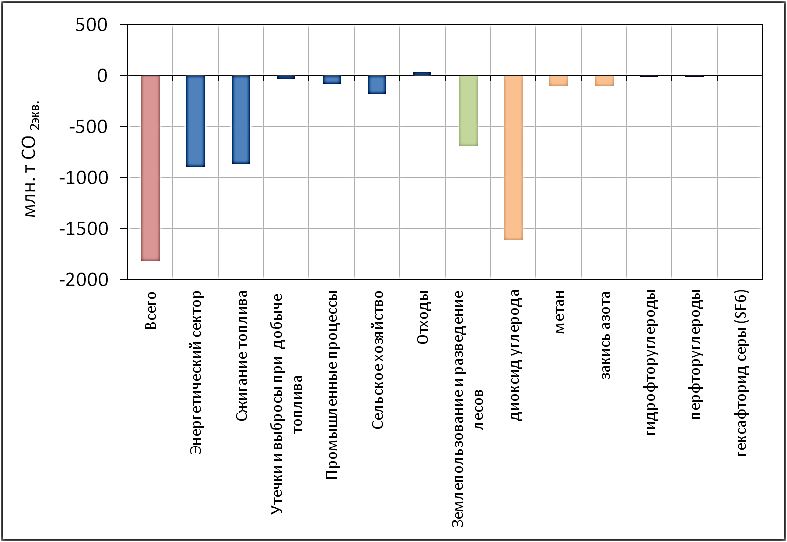 500
0
-500
-1000
-1500
-2000
млн. т СО 2экв.
Всего
Энергетический сектор
Сжигание топлива
Утечки и выбросы при добыче
топлива
Промышленные процессы
Сельское хозяйство
Отходы
Землепользование и разведение
лесов
диоксид углерода
метан
закись азота
гидрофторуглероды
перфторуглероды
гексафторид серы (SF6)